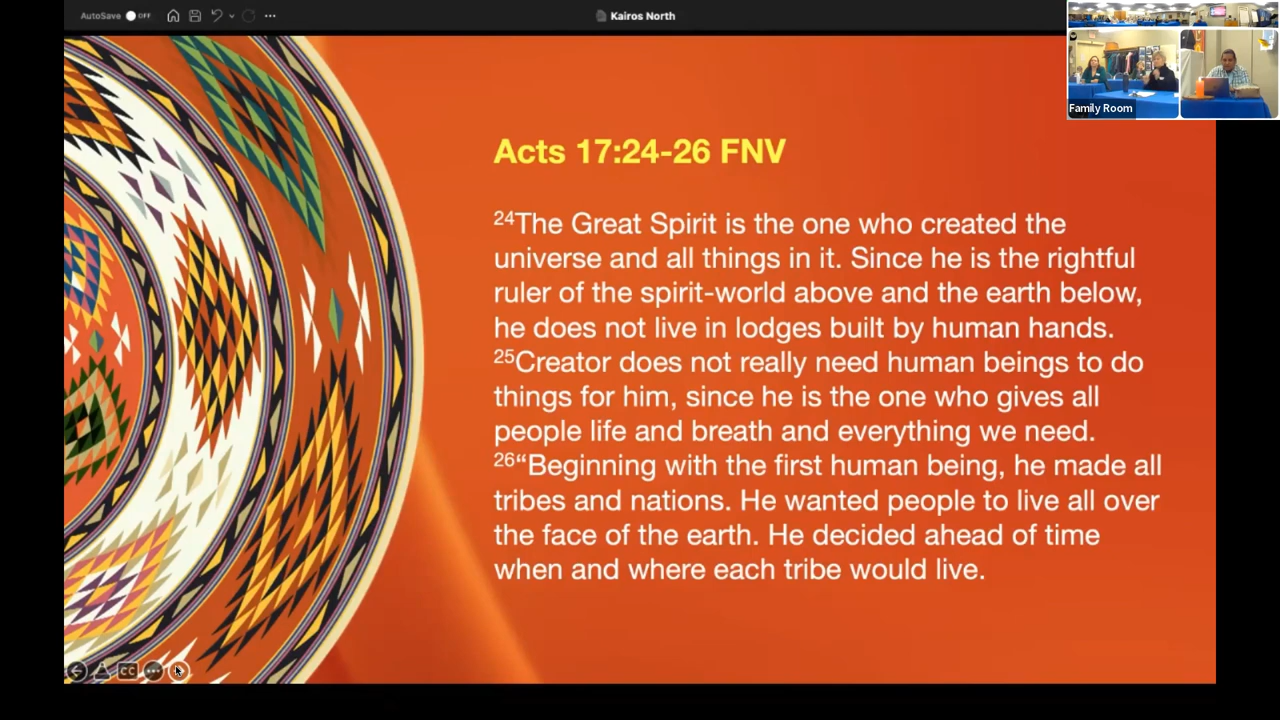 AutoSave OFF
Kairos North
Family Room
Acts 17:24-26 FNV
24The Great Spirit is the one who created the
universe and all things in it. Since he is the rightful
ruler of the spirit-world above and the earth below,
he does not live in lodges built by human hands.
25Creator does not really need human beings to do
things for him, since he is the one who gives all
people life and breath and everything we need.
26“Beginning with the first human being, he made all
tribes and nations. He wanted people to live all over
the face of the earth. He decided ahead of time
when and where each tribe would live.
CC